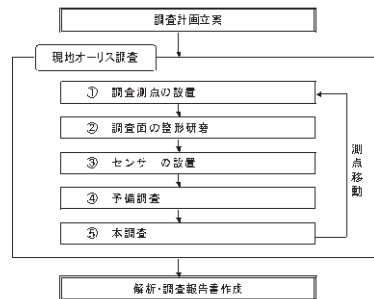 調査計画立案
現地オーリス調査
① 調査測点の設置
② 調査面の整形研磨
③ センサーの設置
④ 予備調査
⑤ 本調査
測点移動
解析・調査報告書作成